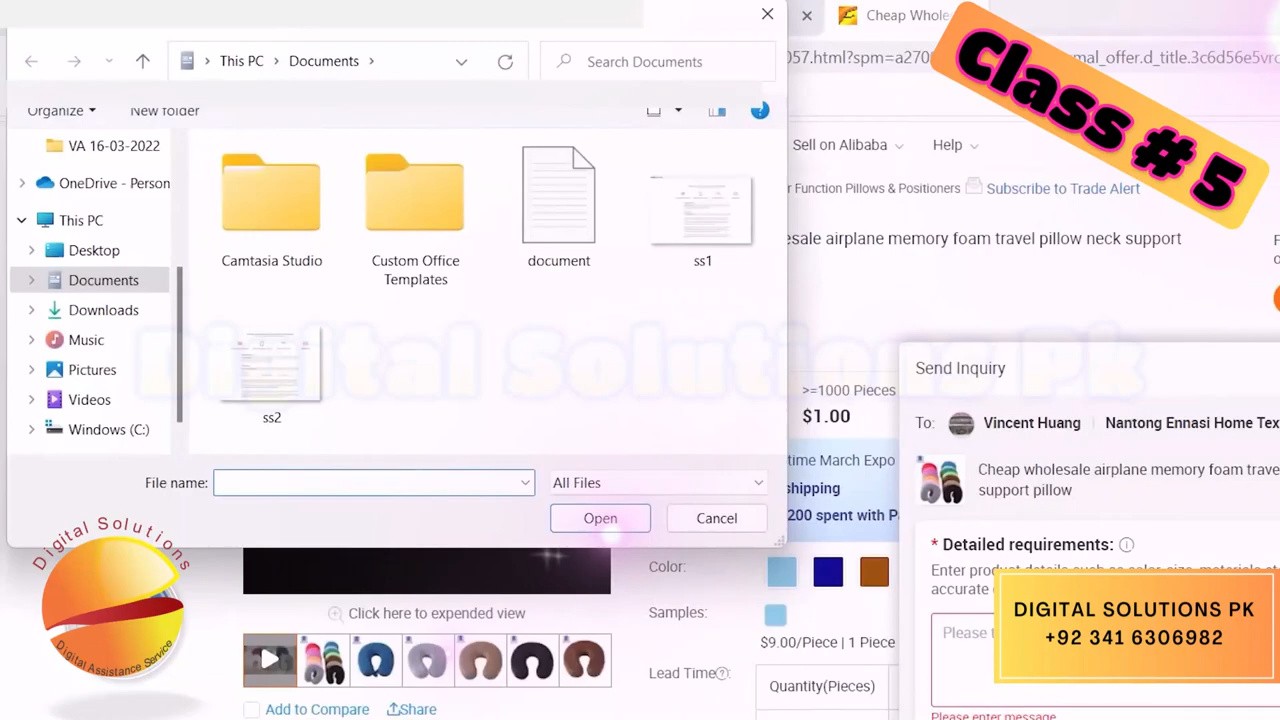 Cheap Whole
This PC
Documents
Search Documents
057.html?spm=a270
mal_offer.d_title.3c6d56e5vr
Class # 5
Organize
New folder
VA 16-03-2022
OneDrive - Person
This PC
Desktop
Documents
Downloads
Music
Pictures
Videos
Windows (C:)
Camtasia Studio
Custom Office
Templates
document
ss1
ss2
File name:
All Files
Open
Cancel
Sell on Alibaba
Help
r Function Pillows & Positioners
Subscribe to Trade Alert
esale airplane memory foam travel pillow neck support
Digital Solutions Pk
>=1000 Pieces
$1.00
time March Expo
shipping
200 spent with Pa
Send Inquiry
To:
Vincent Huang
Nantong Ennasi Home Tex
Cheap wholesale airplane memory foam trave
support pillow
* Detailed requirements:
Enter product details such as color, size, materials
accurate
Please t
Please enter message
DIGITAL SOLUTIONS PK
+92 341 6306982
Digital Solutions
Digital Assistance Service
Click here to expended view
Add to Compare
Share
Color:
Samples:
$9.00/Piece | 1 Piece
Lead Time
Quantity(Pieces)